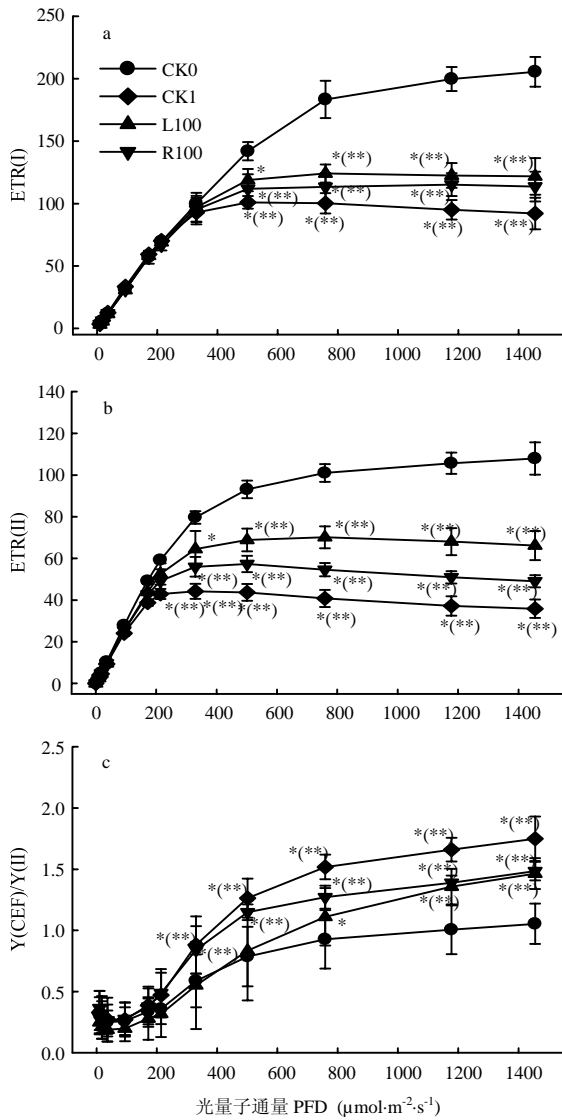 a
250
200
150
100
50
0
ETR(I)
CK0
CK1
L100
R100
* *(**) *(**) *(**)
*(**) *(**) *(**)
*(**) *(**) *(**) *(**)
0 200 400 600 800 1000 1200 1400
b
140
120
100
80
60
40
20
0
ETR(II)
* *(**) *(**) *(**) *(**)
*(**) *(**) *(**) *(**) *(**)
*(**) *(**) *(**) *(**) *(**) *(**)
0 200 400 600 800 1000 1200 1400
c
2.5
2.0
1.5
1.0
0.5
0.0
Y(CEF)/Y(II)
*(**) *(**) *(**) *(**) *(**)
*(**) *(**) *(**) *(**) *(**)
* *(**) *(**)
0 200 400 600 800 1000 1200 1400
光量子通量 PFD (μmol·m-2·s-1)